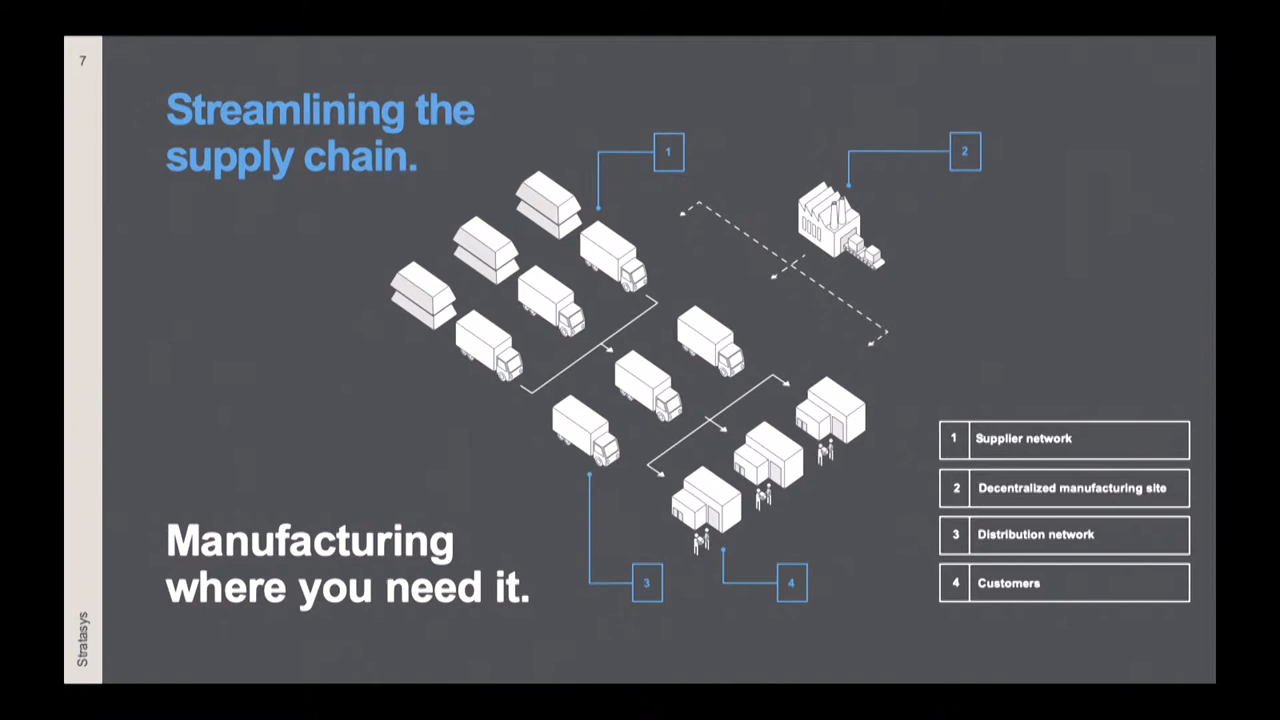 7
Streamlining the
supply chain.
1
2
1 Supplier network
2 Decentralized manufacturing site
3 Distribution network
4 Customers
Manufacturing
where you need it.
3
4
Stratasys